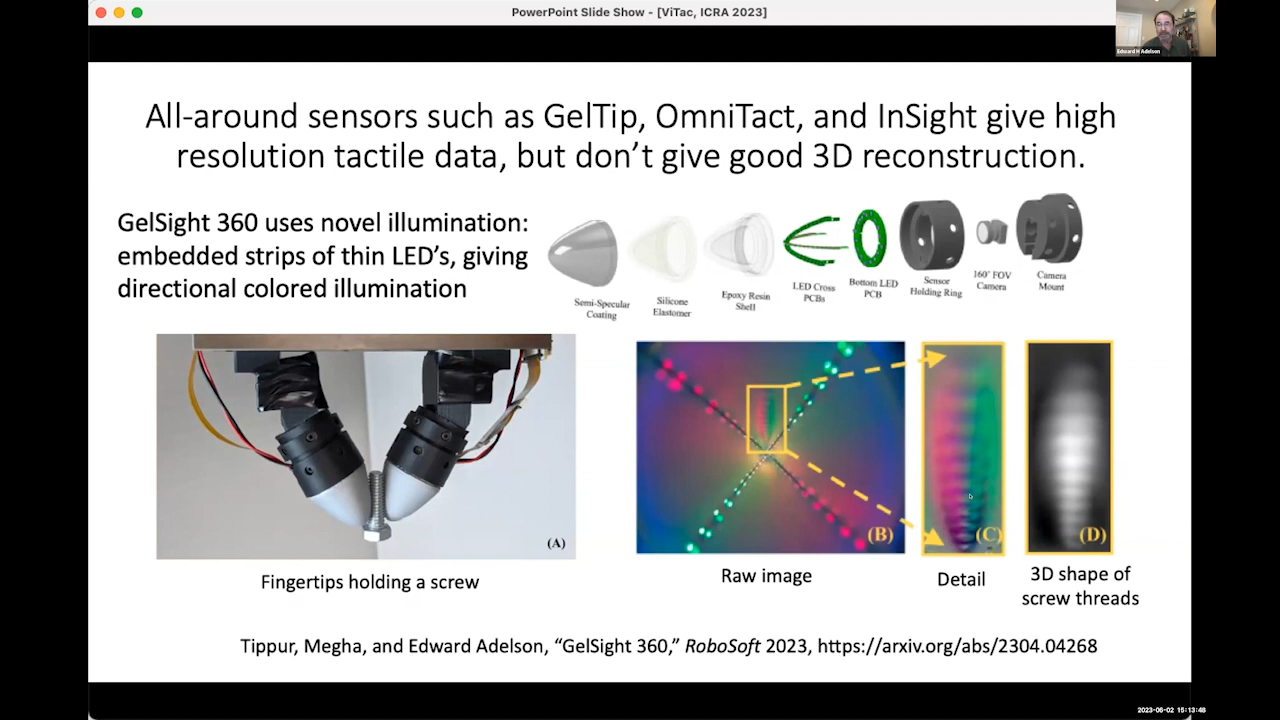 PowerPoint Slide Show - [ViTac, ICRA 2023]
Edward H Adelson
All-around sensors such as GelTip, OmniTact, and InSight give high
resolution tactile data, but don’t give good 3D reconstruction.
GelSight 360 uses novel illumination:
embedded strips of thin LED’s, giving
directional colored illumination
Semi-Specular
Coating
Silicone
Elastomer
Epoxy Resin
Shell
LED Cross
PCBs
Bottom LED
PCB
Sensor
Holding Ring
160° FOV
Camera
Camera
Mount
(A)
(B)
(C)
(D)
Fingertips holding a screw
Raw image
Detail
3D shape of
screw threads
Tippur, Megha, and Edward Adelson, “GelSight 360,” RoboSoft 2023, https://arxiv.org/abs/2304.04268
2023-06-02 15:13:46